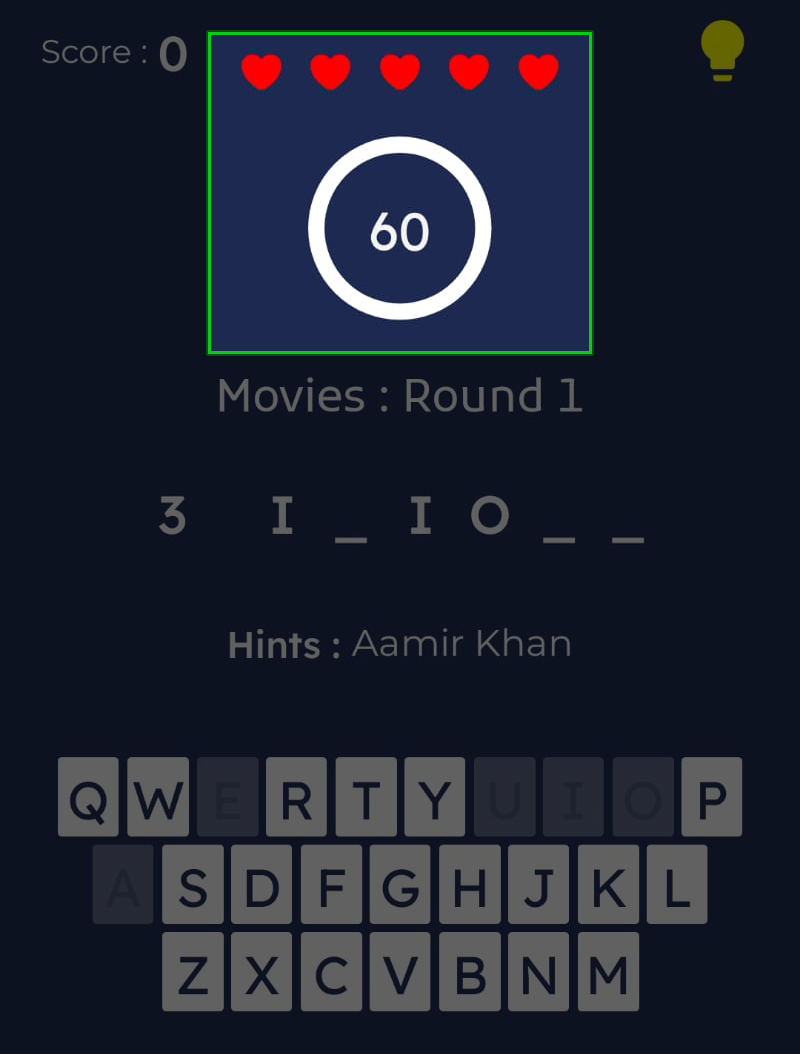 Score : 0
60
Movies : Round 1
3 I _ I O _ _
Hints : Aamir Khan
Q W E R T Y U I O P
A S D F G H J K L
Z X C V B N M